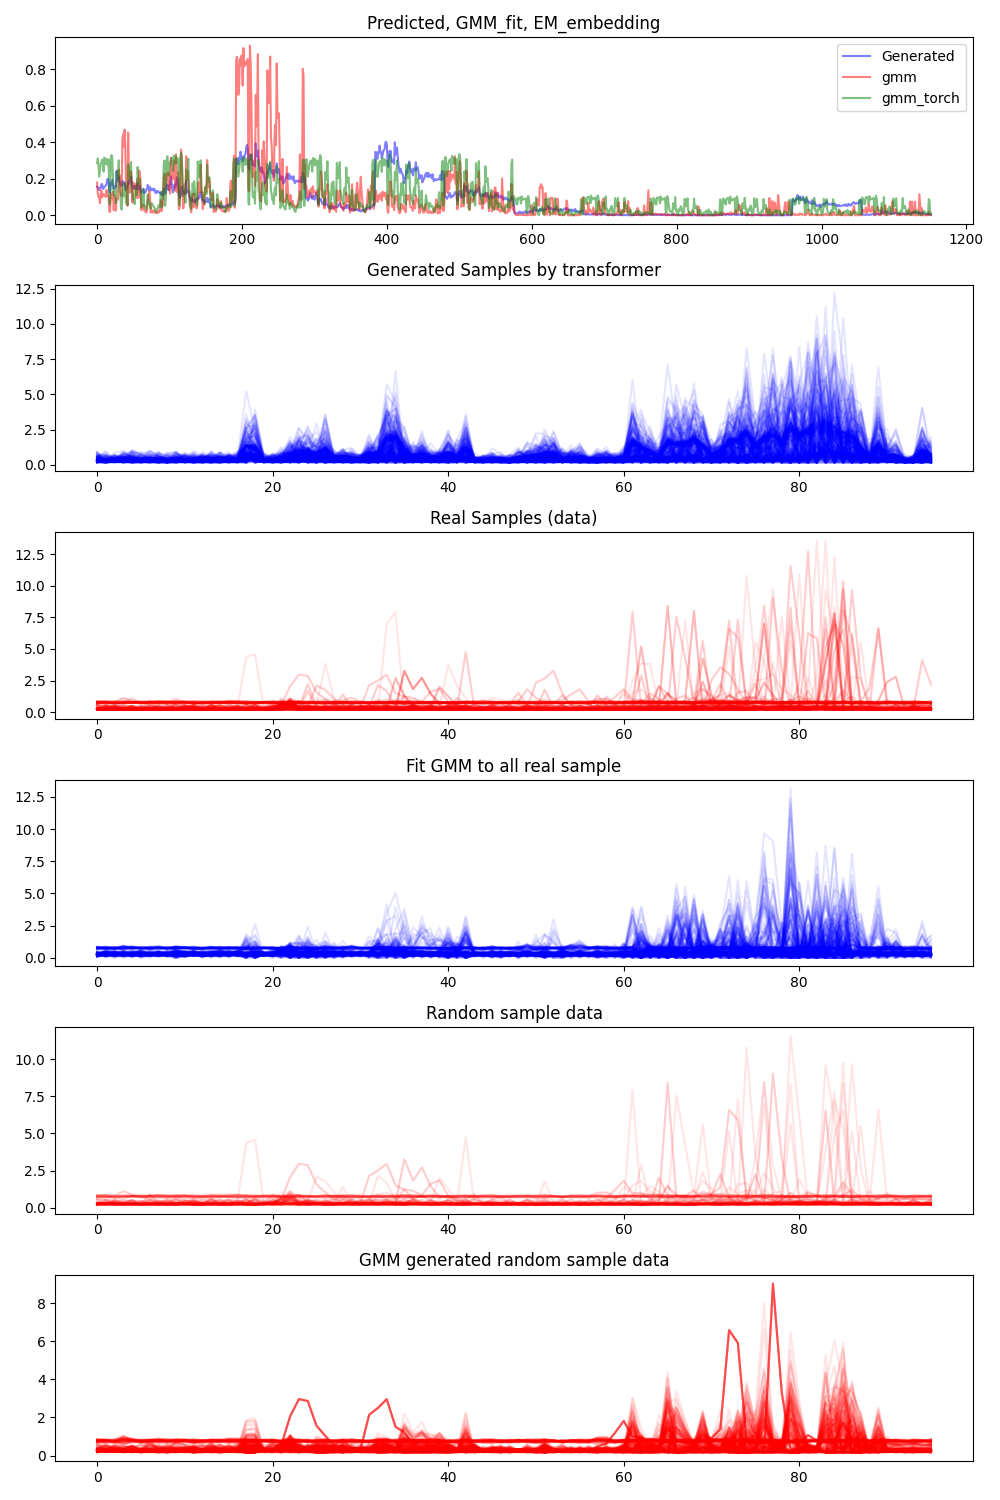 Predicted, GMM_fit, EM_embedding
0.8
0.6
0.4
0.2
0.0
Generated
gmm
gmm_torch
0 200 400 600 800 1000 1200
Generated Samples by transformer
12.5
10.0
7.5
5.0
2.5
0.0
0 20 40 60 80
Real Samples (data)
12.5
10.0
7.5
5.0
2.5
0.0
0 20 40 60 80
Fit GMM to all real sample
12.5
10.0
7.5
5.0
2.5
0.0
0 20 40 60 80
Random sample data
10.0
7.5
5.0
2.5
0.0
0 20 40 60 80
GMM generated random sample data
8
6
4
2
0
0 20 40 60 80